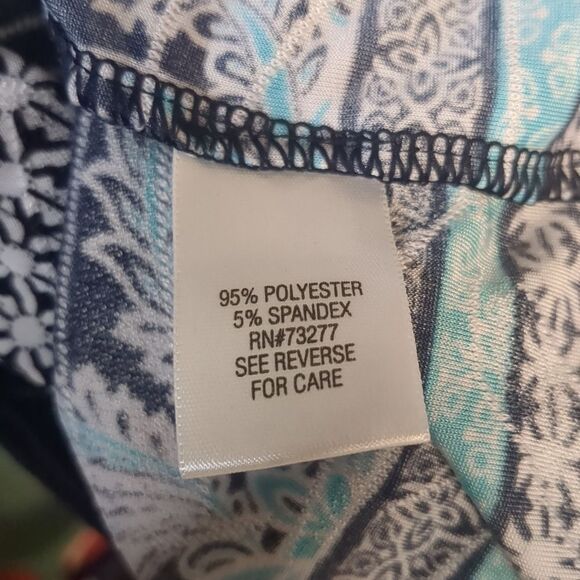 95% POLYESTER
5% SPANDEX
RN#73277
SEE REVERSE
FOR CARE